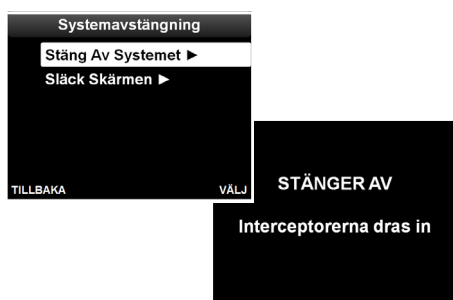 Systemavstängning
Stäng Av Systemet ►
Släck Skärmen ►
TILLBAKA VÄLJ
STÄNGER AV
Interceptorerna dras in